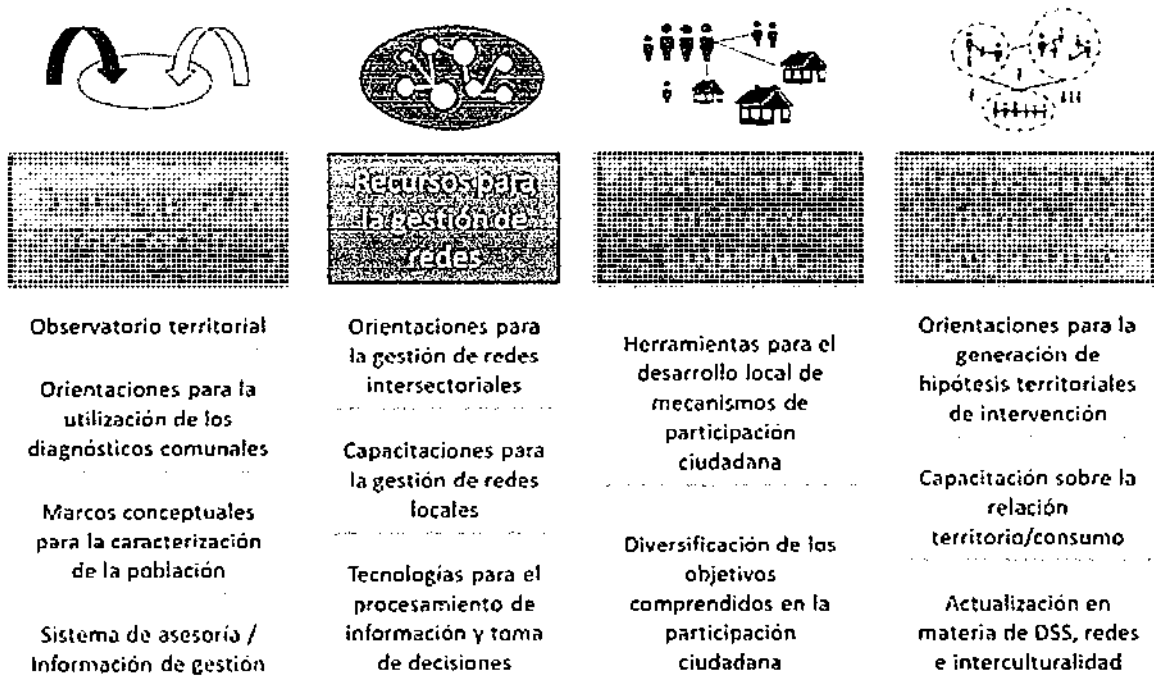 Recursos para
la gestión de
redes
Observatorio territorial
Orientaciones para la
utilización de los
diagnósticos comunales
Marcos conceptuales
para la caracterización
de la población
Sistema de asesoría /
Información de gestión
Orientaciones para
la gestión de redes
intersectoriales
Capacitaciones para
la gestión de redes
locales
Tecnologías para el
procesamiento de
información y toma
de decisiones
Herramientas para el
desarrollo local de
mecanismos de
participación
ciudadana
Diversificación de los
objetivos
comprendidos en la
participación
ciudadana
Orientaciones para la
generación de
hipótesis territoriales
de intervención
Capacitación sobre la
relación
territorio/consumo
Actualización en
materia de DSS, redes
e interculturalidad